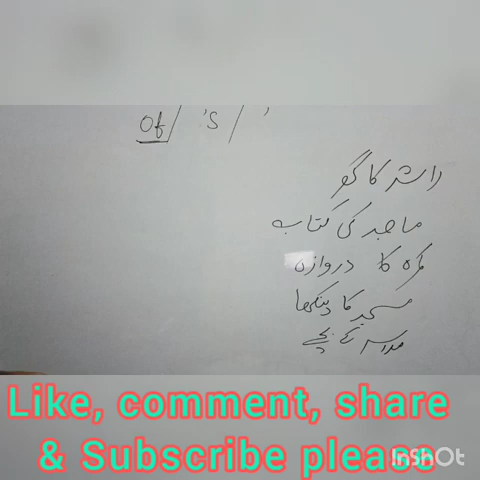 of / 's / '
راشد کا گھر
ماجد کی کتاب
کمرہ کا دروازہ
مسجد کا پنکھا
مدرسہ کے بچے
Like, comment, share
& Subscribe please
InShOt